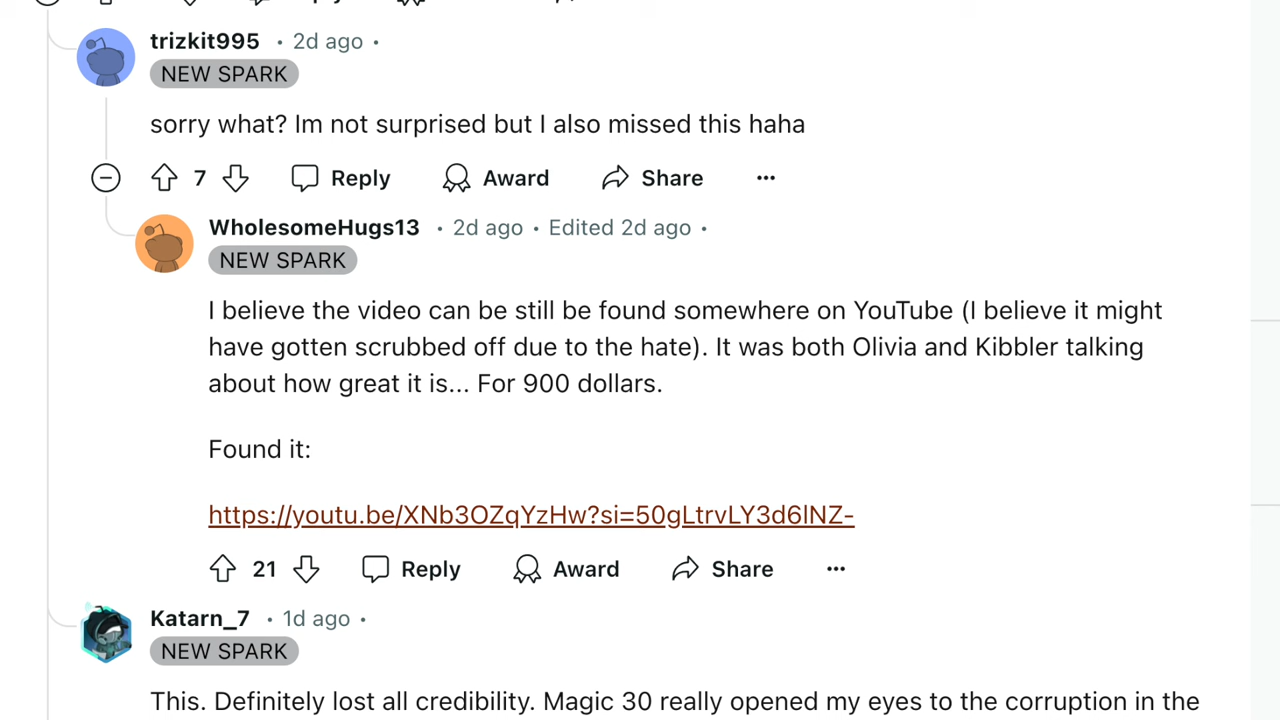 trizkit995 • 2d ago •
NEW SPARK
sorry what? Im not surprised but I also missed this haha
7 Reply Award Share ...
WholesomeHugs13 • 2d ago • Edited 2d ago •
NEW SPARK
I believe the video can be still be found somewhere on YouTube (I believe it might
have gotten scrubbed off due to the hate). It was both Olivia and Kibbler talking
about how great it is... For 900 dollars.
Found it:
https://youtu.be/XNb3OZqYzHw?si=50gLtrvLY3d6lNZ-
21 Reply Award Share ...
Katarn_7 • 1d ago •
NEW SPARK
This. Definitely lost all credibility. Magic 30 really opened my eyes to the corruption in the